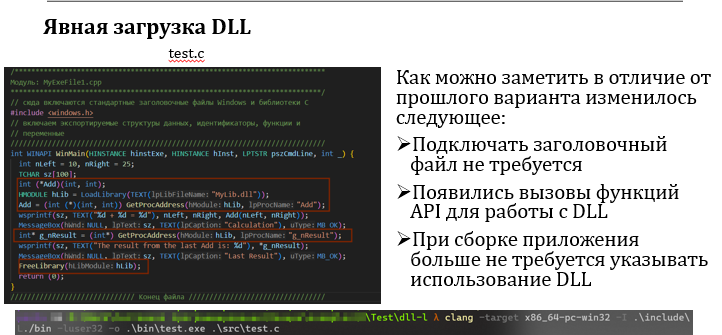 Явная загрузка DLL
test.c
/******************************************************************************
Модуль: MyExeFile1.cpp
******************************************************************************/
// сюда включаются стандартные заголовочные файлы Windows и библиотеки C
#include <windows.h>
// включаем экспортируемые структуры данных, идентификаторы, функции и
// переменные
///////////////////////////////////////////////////////////////////////////////
int WINAPI WinMain(HINSTANCE hinstExe, HINSTANCE hInst, LPTSTR pszCmdLine, int _) {
int nLeft = 10, nRight = 25;
TCHAR sz[100];
int (*Add)(int, int);
HMODULE hLib = LoadLibrary(TEXT(lpLibFileName:"MyLib.dll"));
Add = (int (*)(int, int)) GetProcAddress(hModule:hLib, lpProcName:"Add");
wsprintf(sz, TEXT("%d + %d = %d"), nLeft, nRight, Add(nLeft, nRight));
MessageBox(hWnd:NULL, lpText:sz, TEXT(lpCaption:"Calculation"), uType:MB_OK);
int* g_nResult = (int*) GetProcAddress(hModule:hLib, lpProcName:"g_nResult");
wsprintf(sz, TEXT("The result from the last Add is: %d"), *g_nResult);
MessageBox(hWnd:NULL, lpText:sz, TEXT(lpCaption:"Last Result"), uType:MB_OK);
FreeLibrary(hLibModule:hLib);
return (0);
}
//////////////////////////////// Конец файла /////////////////////////////////
Как можно заметить в отличие от
прошлого варианта изменилось
следующее:
➢Подключать заголовочный
файл не требуется
➢Появились вызовы функций
API для работы с DLL
➢При сборке приложения
больше не требуется указывать
использование DLL
\Test\dll-l λ clang -target x86_64-pc-win32 -I .\include\
L./bin -luser32 -o .\bin\test.exe .\src\test.c